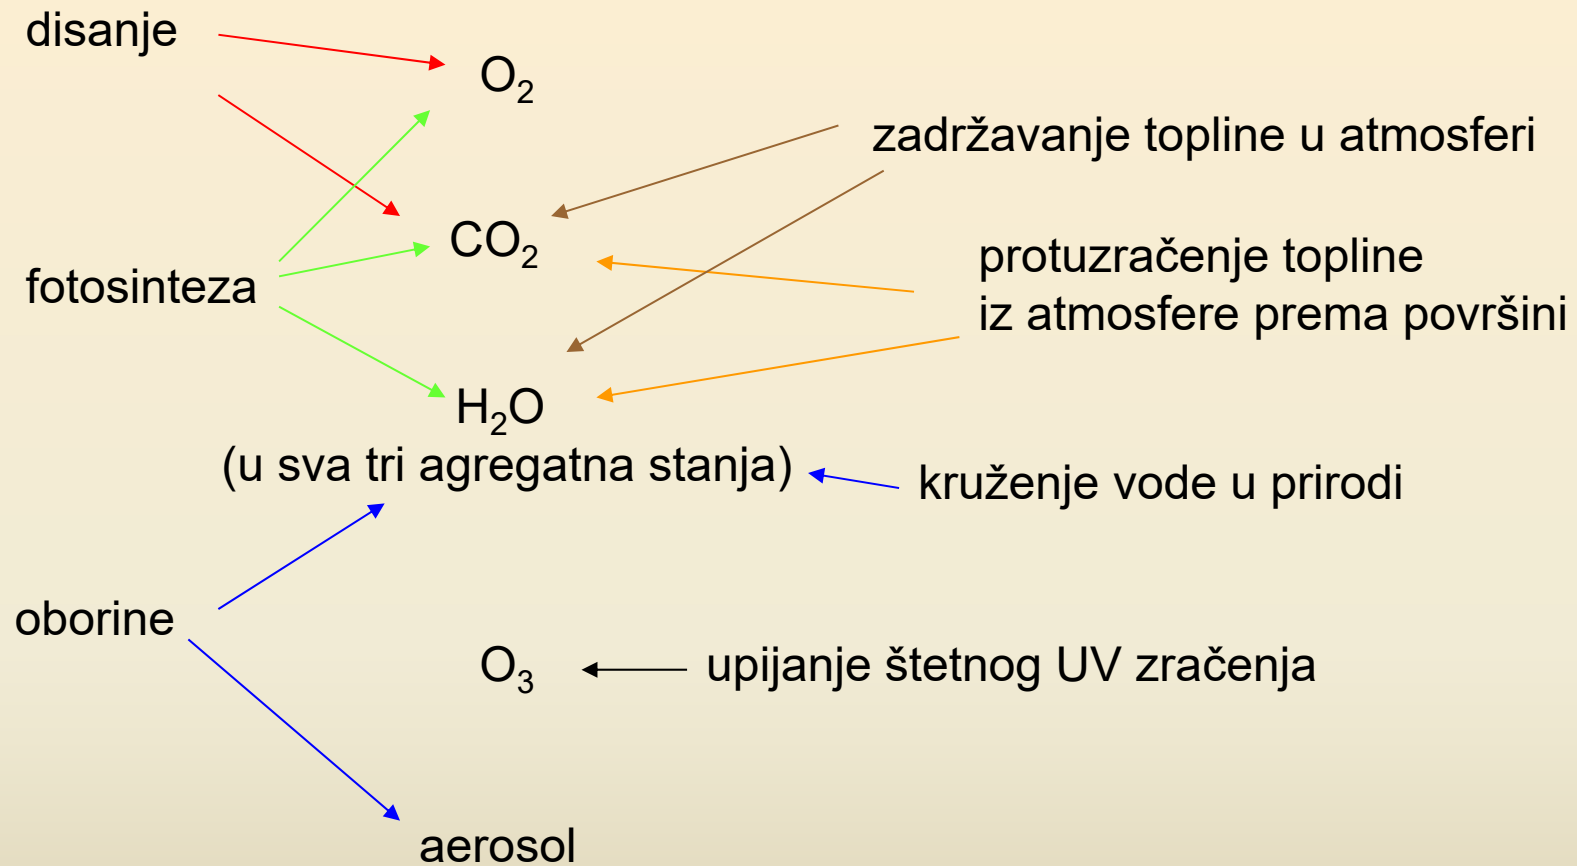 disanje
O₂
zadržavanje topline u atmosferi
CO₂
protuzračenje topline
iz atmosfere prema površini
fotosinteza
H₂O
(u sva tri agregatna stanja)
kruženje vode u prirodi
oborine
O₃
upijanje štetnog UV zračenja
aerosol